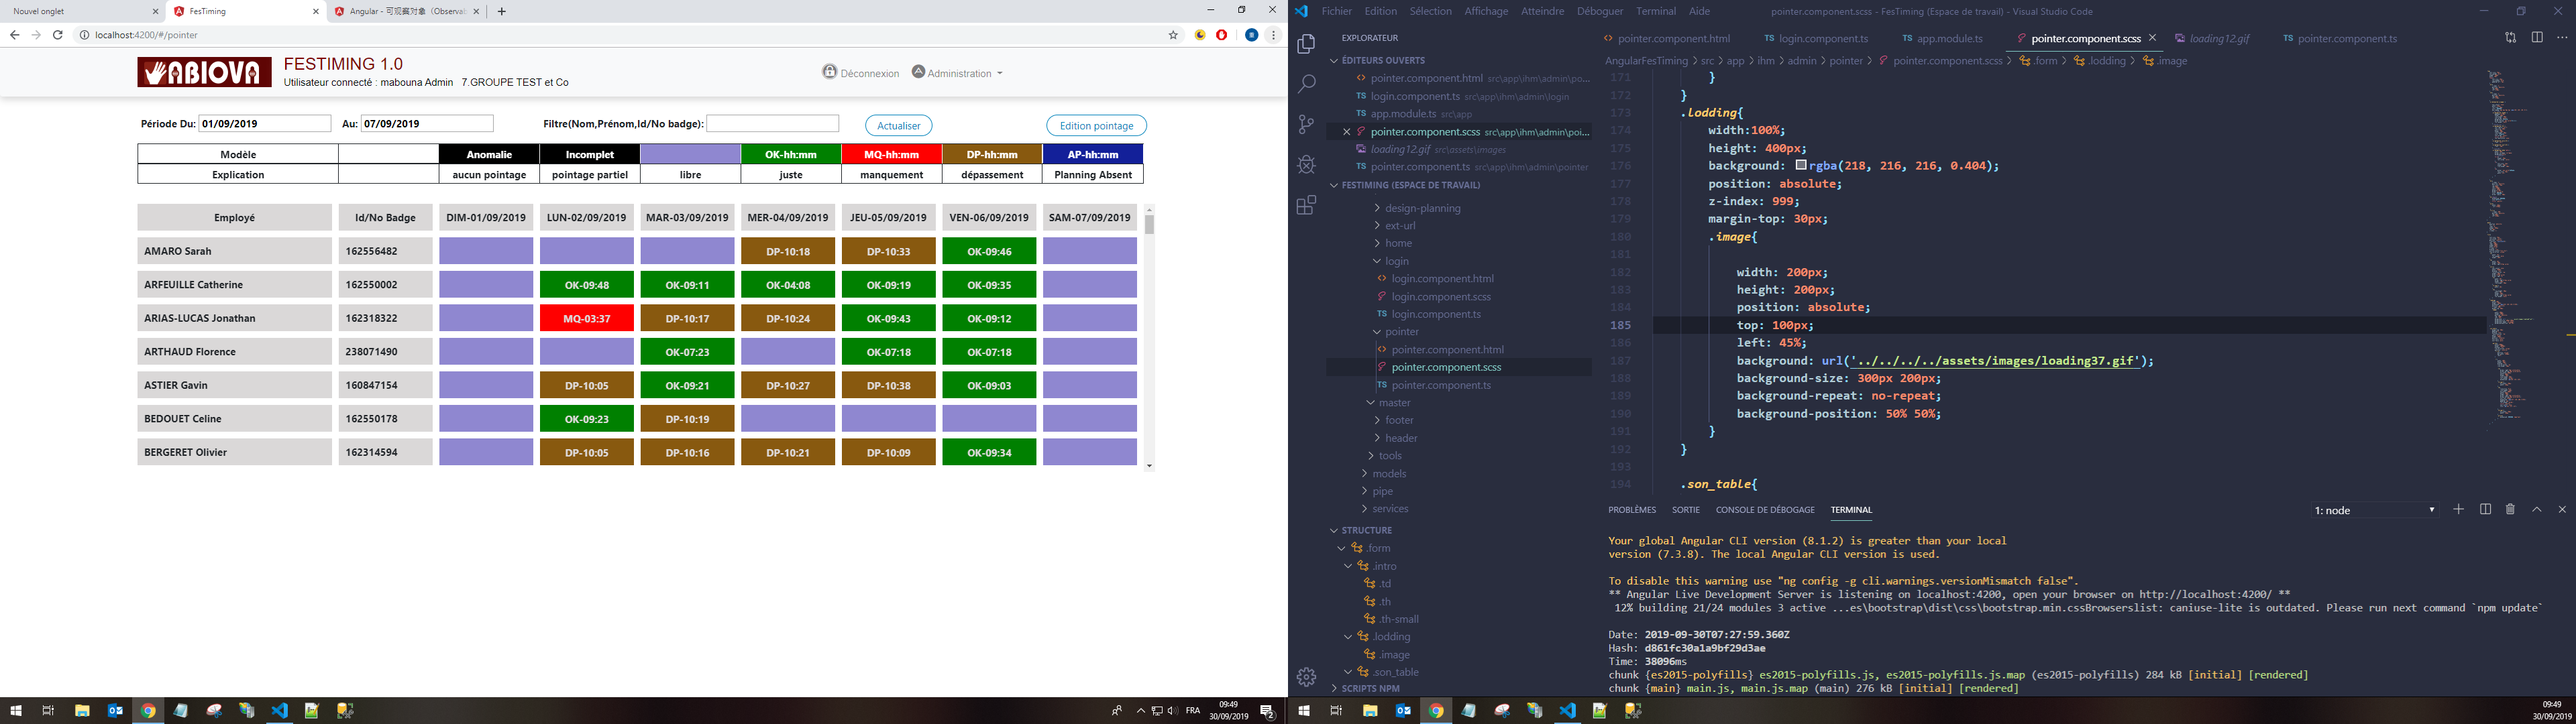 Nouvel onglet
FesTiming
Angular - 可观察对象（Observa
localhost:4200/#/pointer
ABIOVA
FESTIMING 1.0
Utilisateur connecté : mabouna Admin 7.GROUPE TEST et Co
Déconnexion
Administration
Période Du: 01/09/2019 Au: 07/09/2019 Filtre(Nom,Prénom,Id/No badge): Actualiser Edition pointage
Modèle Anomalie Incomplet OK-hh:mm MQ-hh:mm DP-hh:mm AP-hh:mm
Explication aucun pointage pointage partiel libre juste manquement dépassement Planning Absent
Employé Id/No Badge DIM-01/09/2019 LUN-02/09/2019 MAR-03/09/2019 MER-04/09/2019 JEU-05/09/2019 VEN-06/09/2019 SAM-07/09/2019
AMARO Sarah 162556482 DP-10:18 DP-10:33 OK-09:46
ARFEUILLE Catherine 162550002 OK-09:48 OK-09:11 OK-04:08 OK-09:19 OK-09:35
ARIAS-LUCAS Jonathan 162318322 MQ-03:37 DP-10:17 DP-10:24 OK-09:43 OK-09:12
ARTHAUD Florence 238071490 OK-07:23 OK-07:18 OK-07:18
ASTIER Gavin 160847154 DP-10:05 OK-09:21 DP-10:27 DP-10:38 OK-09:03
BEDOUET Celine 162550178 OK-09:23 DP-10:19
BERGERET Olivier 162314594 DP-10:05 DP-10:16 DP-10:21 DP-10:09 OK-09:34
FRA
09:49
30/09/2019
2
Fichier Edition Sélection Affichage Atteindre Déboguer Terminal Aide
pointer.component.scss - FesTiming (Espace de travail) - Visual Studio Code
EXPLORATEUR
ÉDITEURS OUVERTS
pointer.component.html src\app\ihm\admin\po...
login.component.ts src\app\ihm\admin\login
app.module.ts src\app
pointer.component.scss src\app\ihm\admin\poi...
loading12.gif src\assets\images
pointer.component.ts src\app\ihm\admin\pointer
FESTIMING (ESPACE DE TRAVAIL)
design-planning
ext-url
home
login
login.component.html
login.component.scss
login.component.ts
pointer
pointer.component.html
pointer.component.scss
pointer.component.ts
master
footer
header
tools
models
pipe
services
STRUCTURE
.form
.intro
.td
.th
.th-small
.lodding
.image
.son_table
SCRIPTS NPM
pointer.component.html
login.component.ts
app.module.ts
pointer.component.scss
loading12.gif
pointer.component.ts
AngularFesTiming > src > app > ihm > admin > pointer > pointer.component.scss > .form > .lodding > .image
171 }
172 }
173 .lodding{
174 width:100%;
175 height: 400px;
176 background: rgba(218, 216, 216, 0.404);
177 position: absolute;
178 z-index: 999;
179 margin-top: 30px;
180 .image{
181
182 width: 200px;
183 height: 200px;
184 position: absolute;
185 top: 100px;
186 left: 45%;
187 background: url('../../../../assets/images/loading37.gif');
188 background-size: 300px 200px;
189 background-repeat: no-repeat;
190 background-position: 50% 50%;
191 }
192 }
193
194 .son_table{
PROBLÈMES SORTIE CONSOLE DE DÉBOGAGE TERMINAL
1: node
Your global Angular CLI version (8.1.2) is greater than your local
version (7.3.8). The local Angular CLI version is used.
To disable this warning use "ng config -g cli.warnings.versionMismatch false".
** Angular Live Development Server is listening on localhost:4200, open your browser on http://localhost:4200/ **
12% building 21/24 modules 3 active ...es\bootstrap\dist\css\bootstrap.min.cssBrowserslist: caniuse-lite is outdated. Please run next command `npm update`
Date: 2019-09-30T07:27:59.360Z
Hash: d861fc30a1a9bf29d3ae
Time: 38096ms
chunk {es2015-polyfills} es2015-polyfills.js, es2015-polyfills.js.map (es2015-polyfills) 284 kB [initial] [rendered]
chunk {main} main.js, main.js.map (main) 276 kB [initial] [rendered]
09:49
30/09/2019